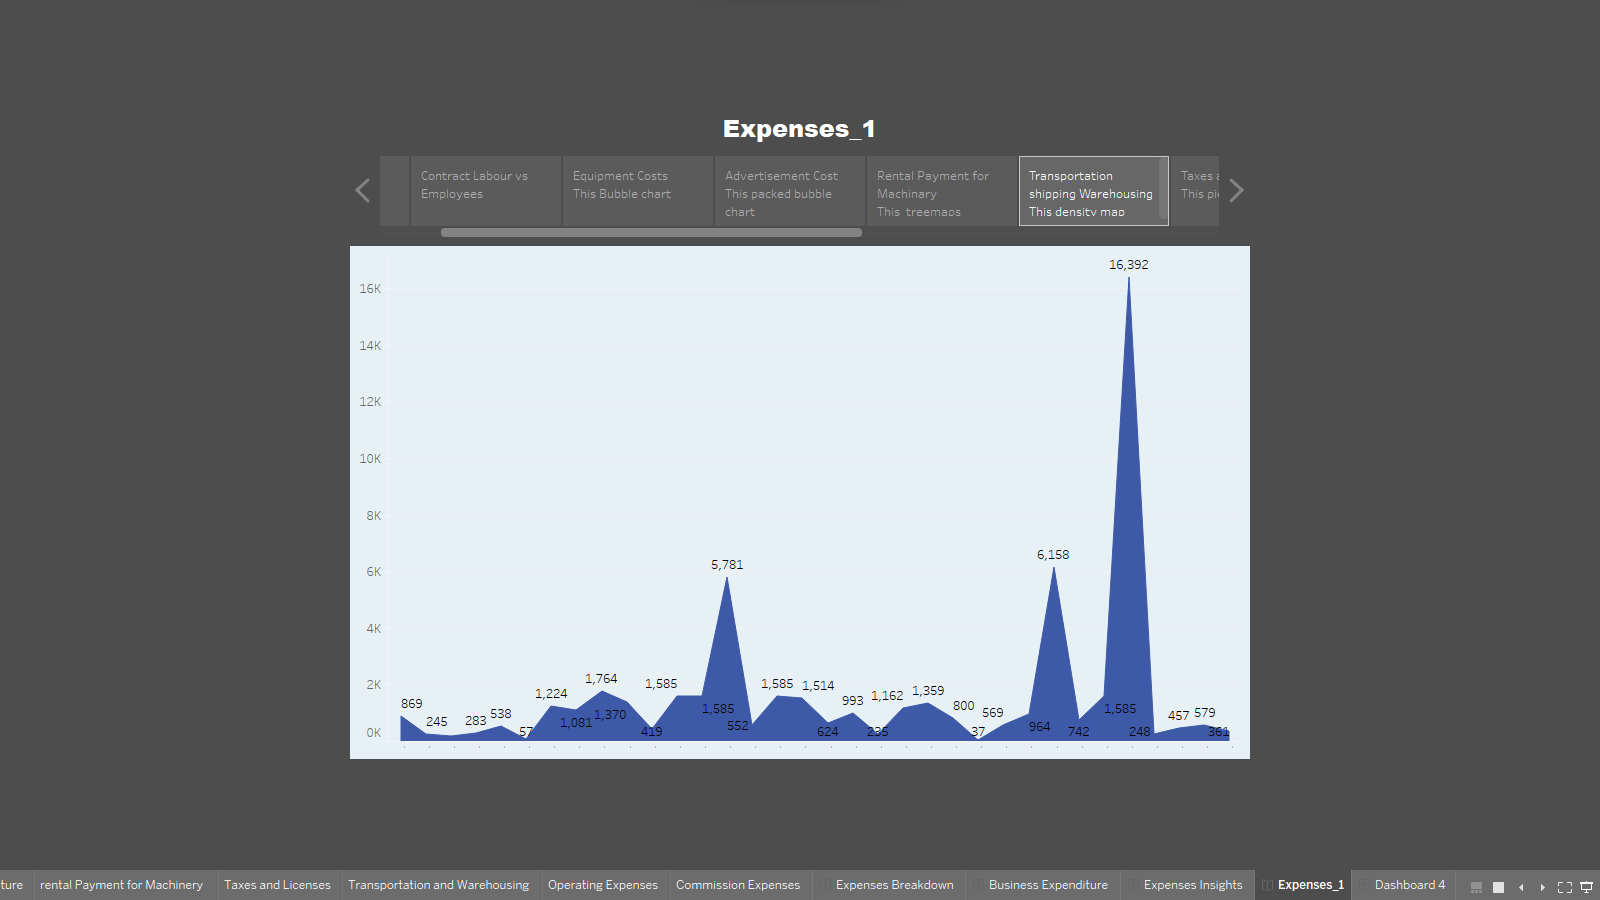 Expenses_1
Contract Labour vs
Employees
Equipment Costs
This Bubble chart
Advertisement Cost
This packed bubble
chart
Rental Payment for
Machinary
This treemaps
Transportation
shipping Warehousing
This density map
Taxes
This pi
16K
14K
12K
10K
8K
6K
4K
2K
0K
869
245
283
538
57
1,224
1,081
1,764
1,370
419
1,585
1,585
5,781
552
1,585
1,514
624
993
235
1,162
1,359
800
37
569
964
6,158
742
1,585
16,392
248
457
579
361
ture
rental Payment for Machinery
Taxes and Licenses
Transportation and Warehousing
Operating Expenses
Commission Expenses
Expenses Breakdown
Business Expenditure
Expenses Insights
Expenses_1
Dashboard 4